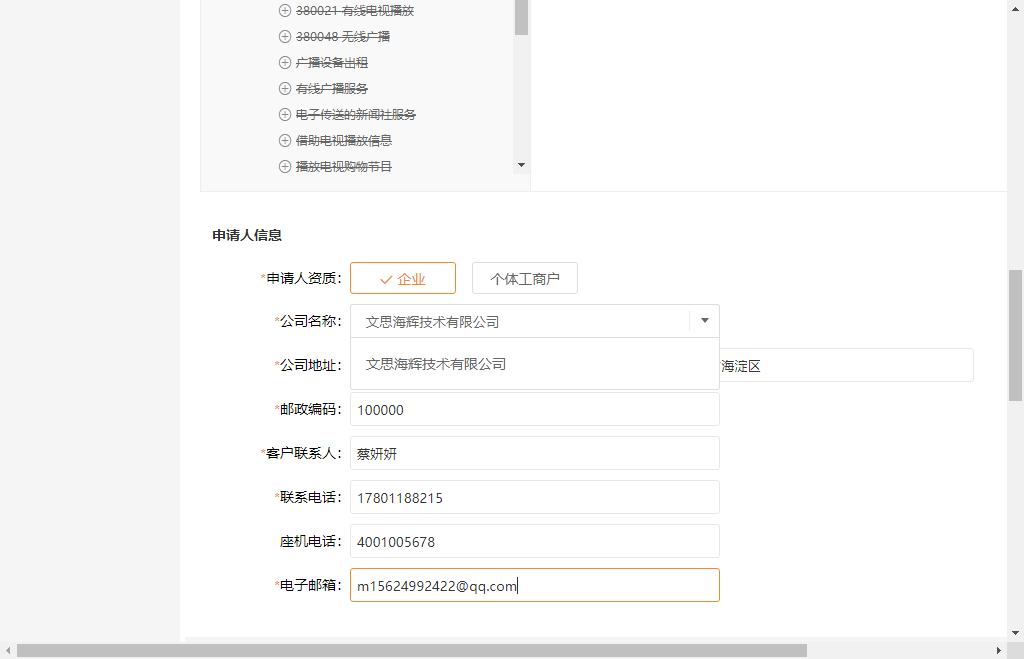 380021 有线电视播放
380048 无线广播
广播设备出租
有线广播服务
电子传送的新闻社服务
借助电视播放信息
播放电视购物节目
申请人信息
*申请人资质： 企业 个体工商户
*公司名称： 文思海辉技术有限公司
文思海辉技术有限公司
*公司地址： 海淀区
*邮政编码： 100000
*客户联系人： 蔡妍妍
*联系电话： 17801188215
座机电话： 4001005678
*电子邮箱： m15624992422@qq.com